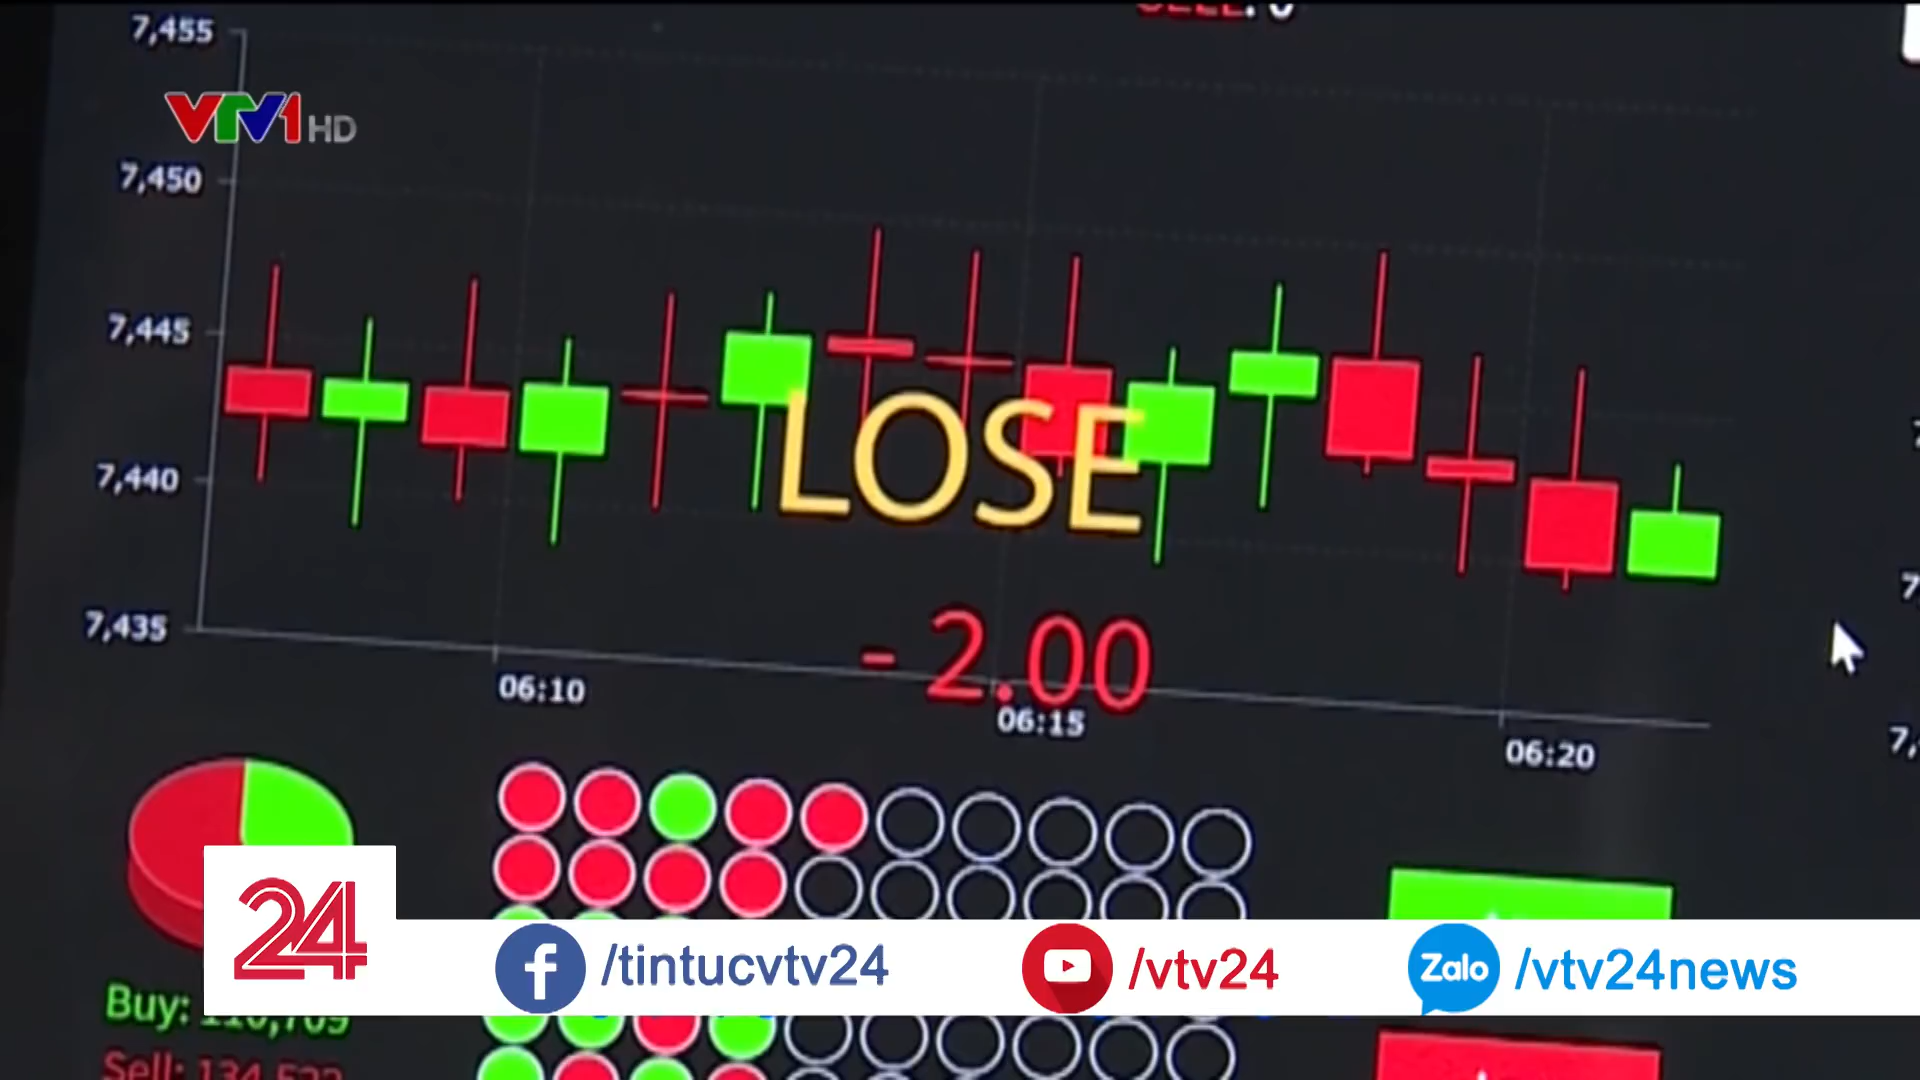 7,455
VTV1 HD
7,450
7,445
7,440
7,435
LOSE
- 2.00
06:10
06:15
06:20
24
/tintucvtv24
/vtv24
Zalo /vtv24news
Buy:
Sell: